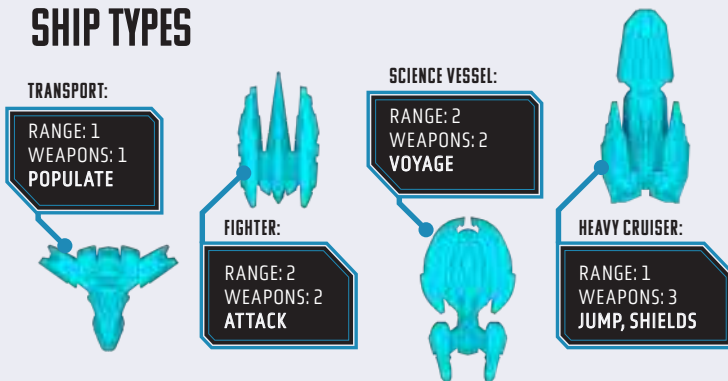 SHIP TYPES
TRANSPORT:
RANGE: 1
WEAPONS: 1
POPULATE
FIGHTER:
RANGE: 2
WEAPONS: 2
ATTACK
SCIENCE VESSEL:
RANGE: 2
WEAPONS: 2
VOYAGE
HEAVY CRUISER:
RANGE: 1
WEAPONS: 3
JUMP, SHIELDS